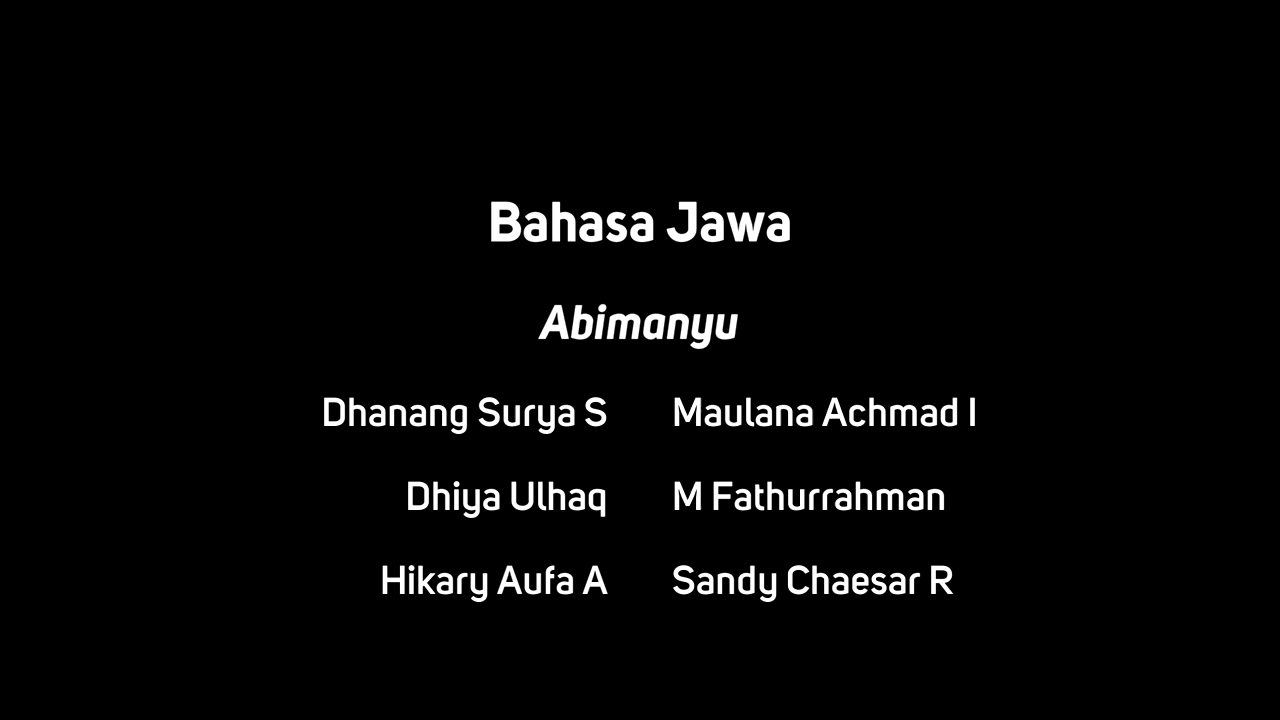 Bahasa Jawa
Abimanyu
Dhanang Surya S Maulana Achmad I
Dhiya Ulhaq M Fathurrahman
Hikary Aufa A Sandy Chaesar R